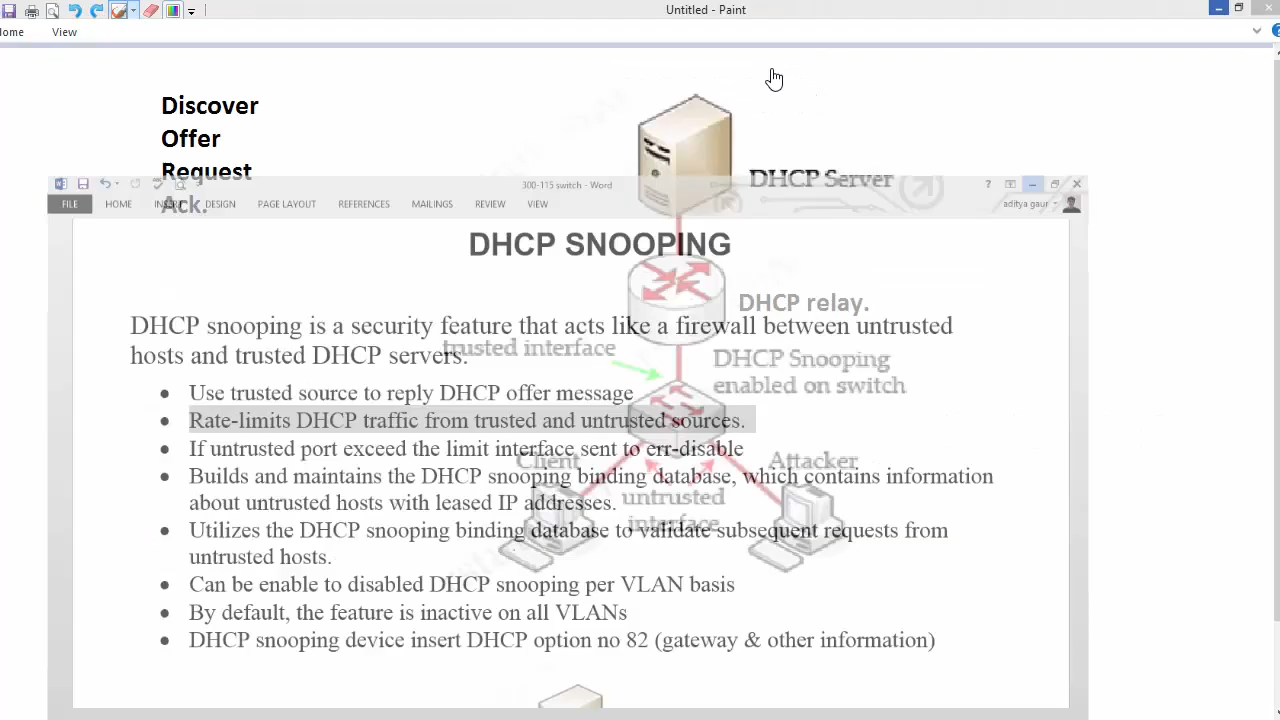 Untitled - Paint
ome
View
Discover
Offer
Request
Ack.
DHCP Server
DHCP relay.
trusted interface
DHCP Snooping
enabled on switch
Client
Attacker
untrusted
interface
300-115 switch - Word
FILE HOME INSERT DESIGN PAGE LAYOUT REFERENCES MAILINGS REVIEW VIEW
aditya gaur
DHCP SNOOPING
DHCP snooping is a security feature that acts like a firewall between untrusted
hosts and trusted DHCP servers.
• Use trusted source to reply DHCP offer message
• Rate-limits DHCP traffic from trusted and untrusted sources.
• If untrusted port exceed the limit interface sent to err-disable
• Builds and maintains the DHCP snooping binding database, which contains information
about untrusted hosts with leased IP addresses.
• Utilizes the DHCP snooping binding database to validate subsequent requests from
untrusted hosts.
• Can be enable to disabled DHCP snooping per VLAN basis
• By default, the feature is inactive on all VLANs
• DHCP snooping device insert DHCP option no 82 (gateway & other information)